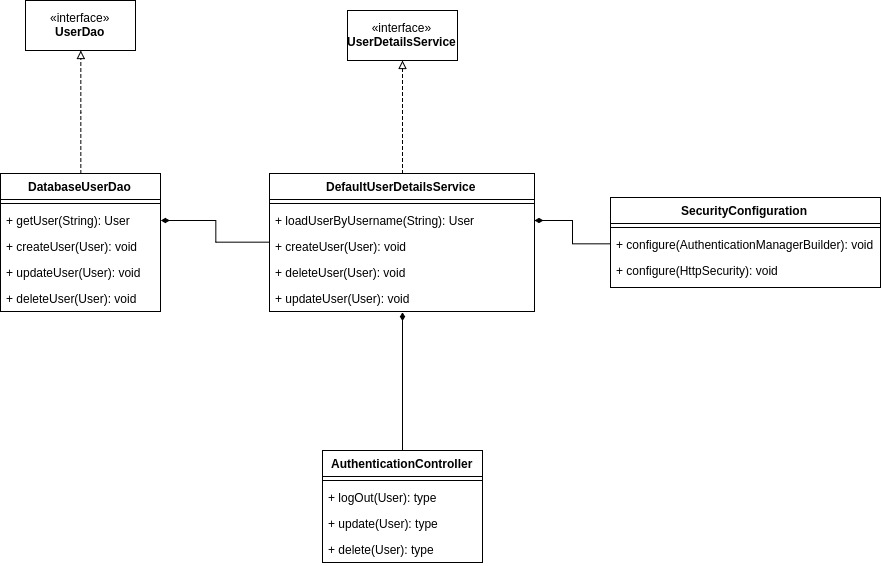 «interface»
UserDao
«interface»
UserDetailsService
DatabaseUserDao
+ getUser(String): User
+ createUser(User): void
+ updateUser(User): void
+ deleteUser(User): void
DefaultUserDetailsService
+ loadUserByUsername(String): User
+ createUser(User): void
+ deleteUser(User): void
+ updateUser(User): void
SecurityConfiguration
+ configure(AuthenticationManagerBuilder): void
+ configure(HttpSecurity): void
AuthenticationController
+ logOut(User): type
+ update(User): type
+ delete(User): type